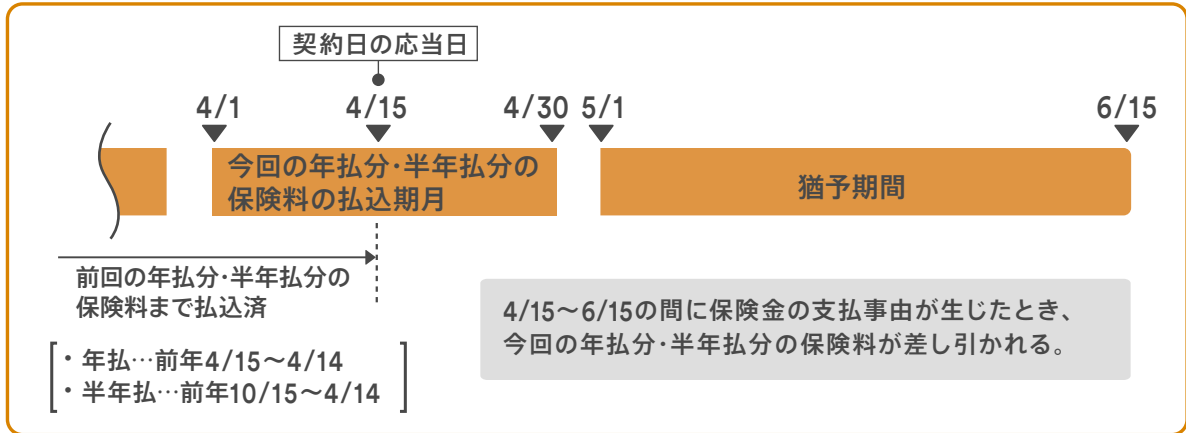 契約日の応当日
4/1
4/15
4/30
5/1
6/15
今回の年払分･半年払分の
保険料の払込期月
猶予期間
前回の年払分･半年払分の
保険料まで払込済
・ 年払…前年4/15～4/14
・ 半年払…前年10/15～4/14
4/15～6/15の間に保険金の支払事由が生じたとき、
今回の年払分･半年払分の保険料が差し引かれる。